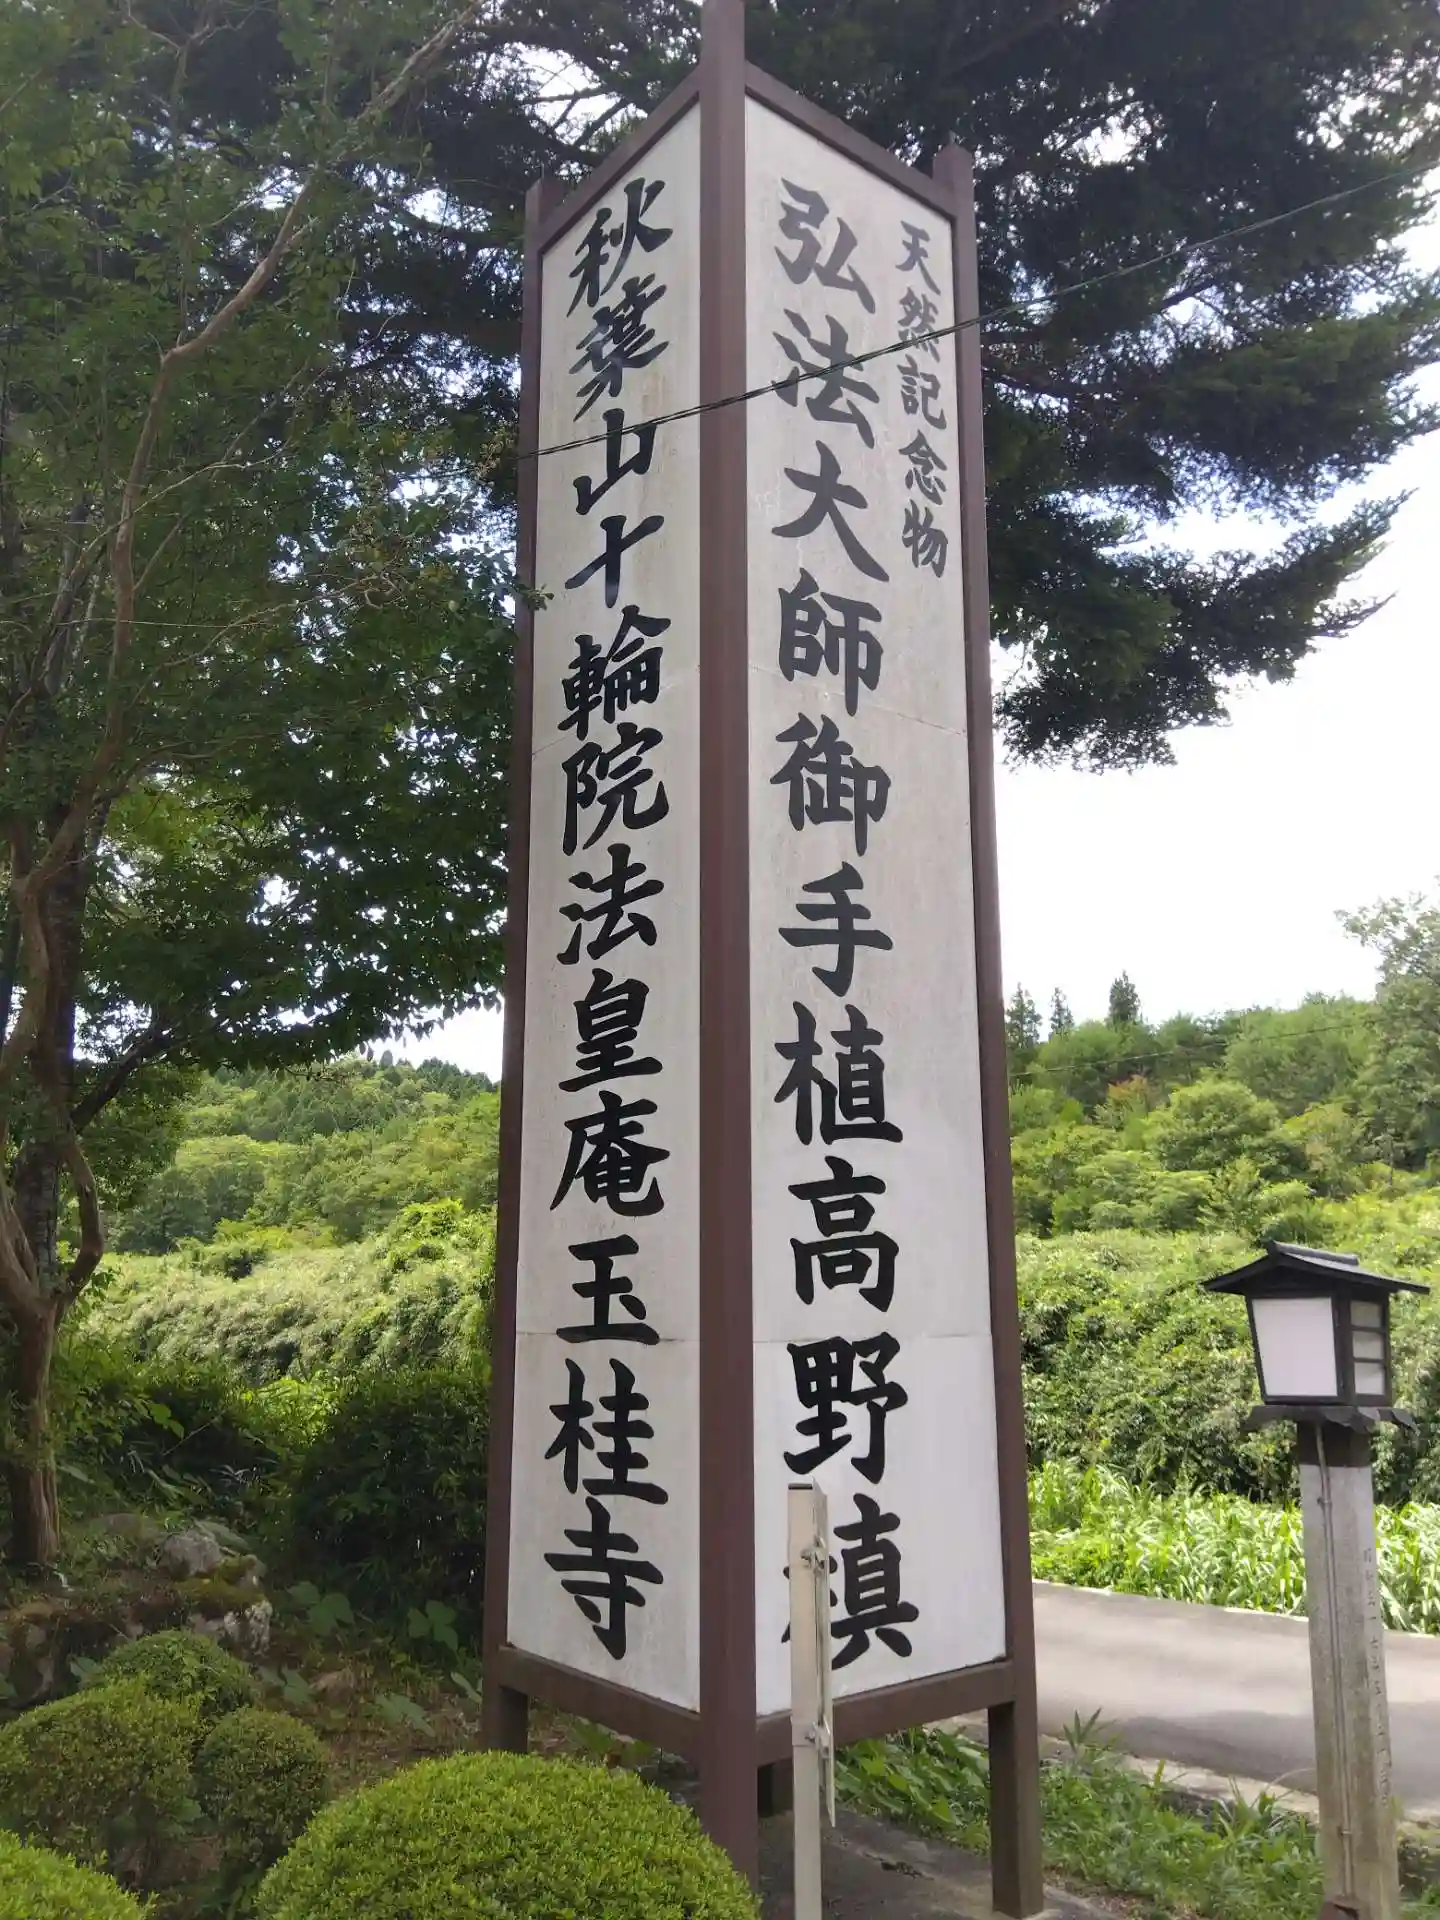 天然記念物
弘法大師御手植高野槙
秋葉山十輪院法皇庵玉桂寺